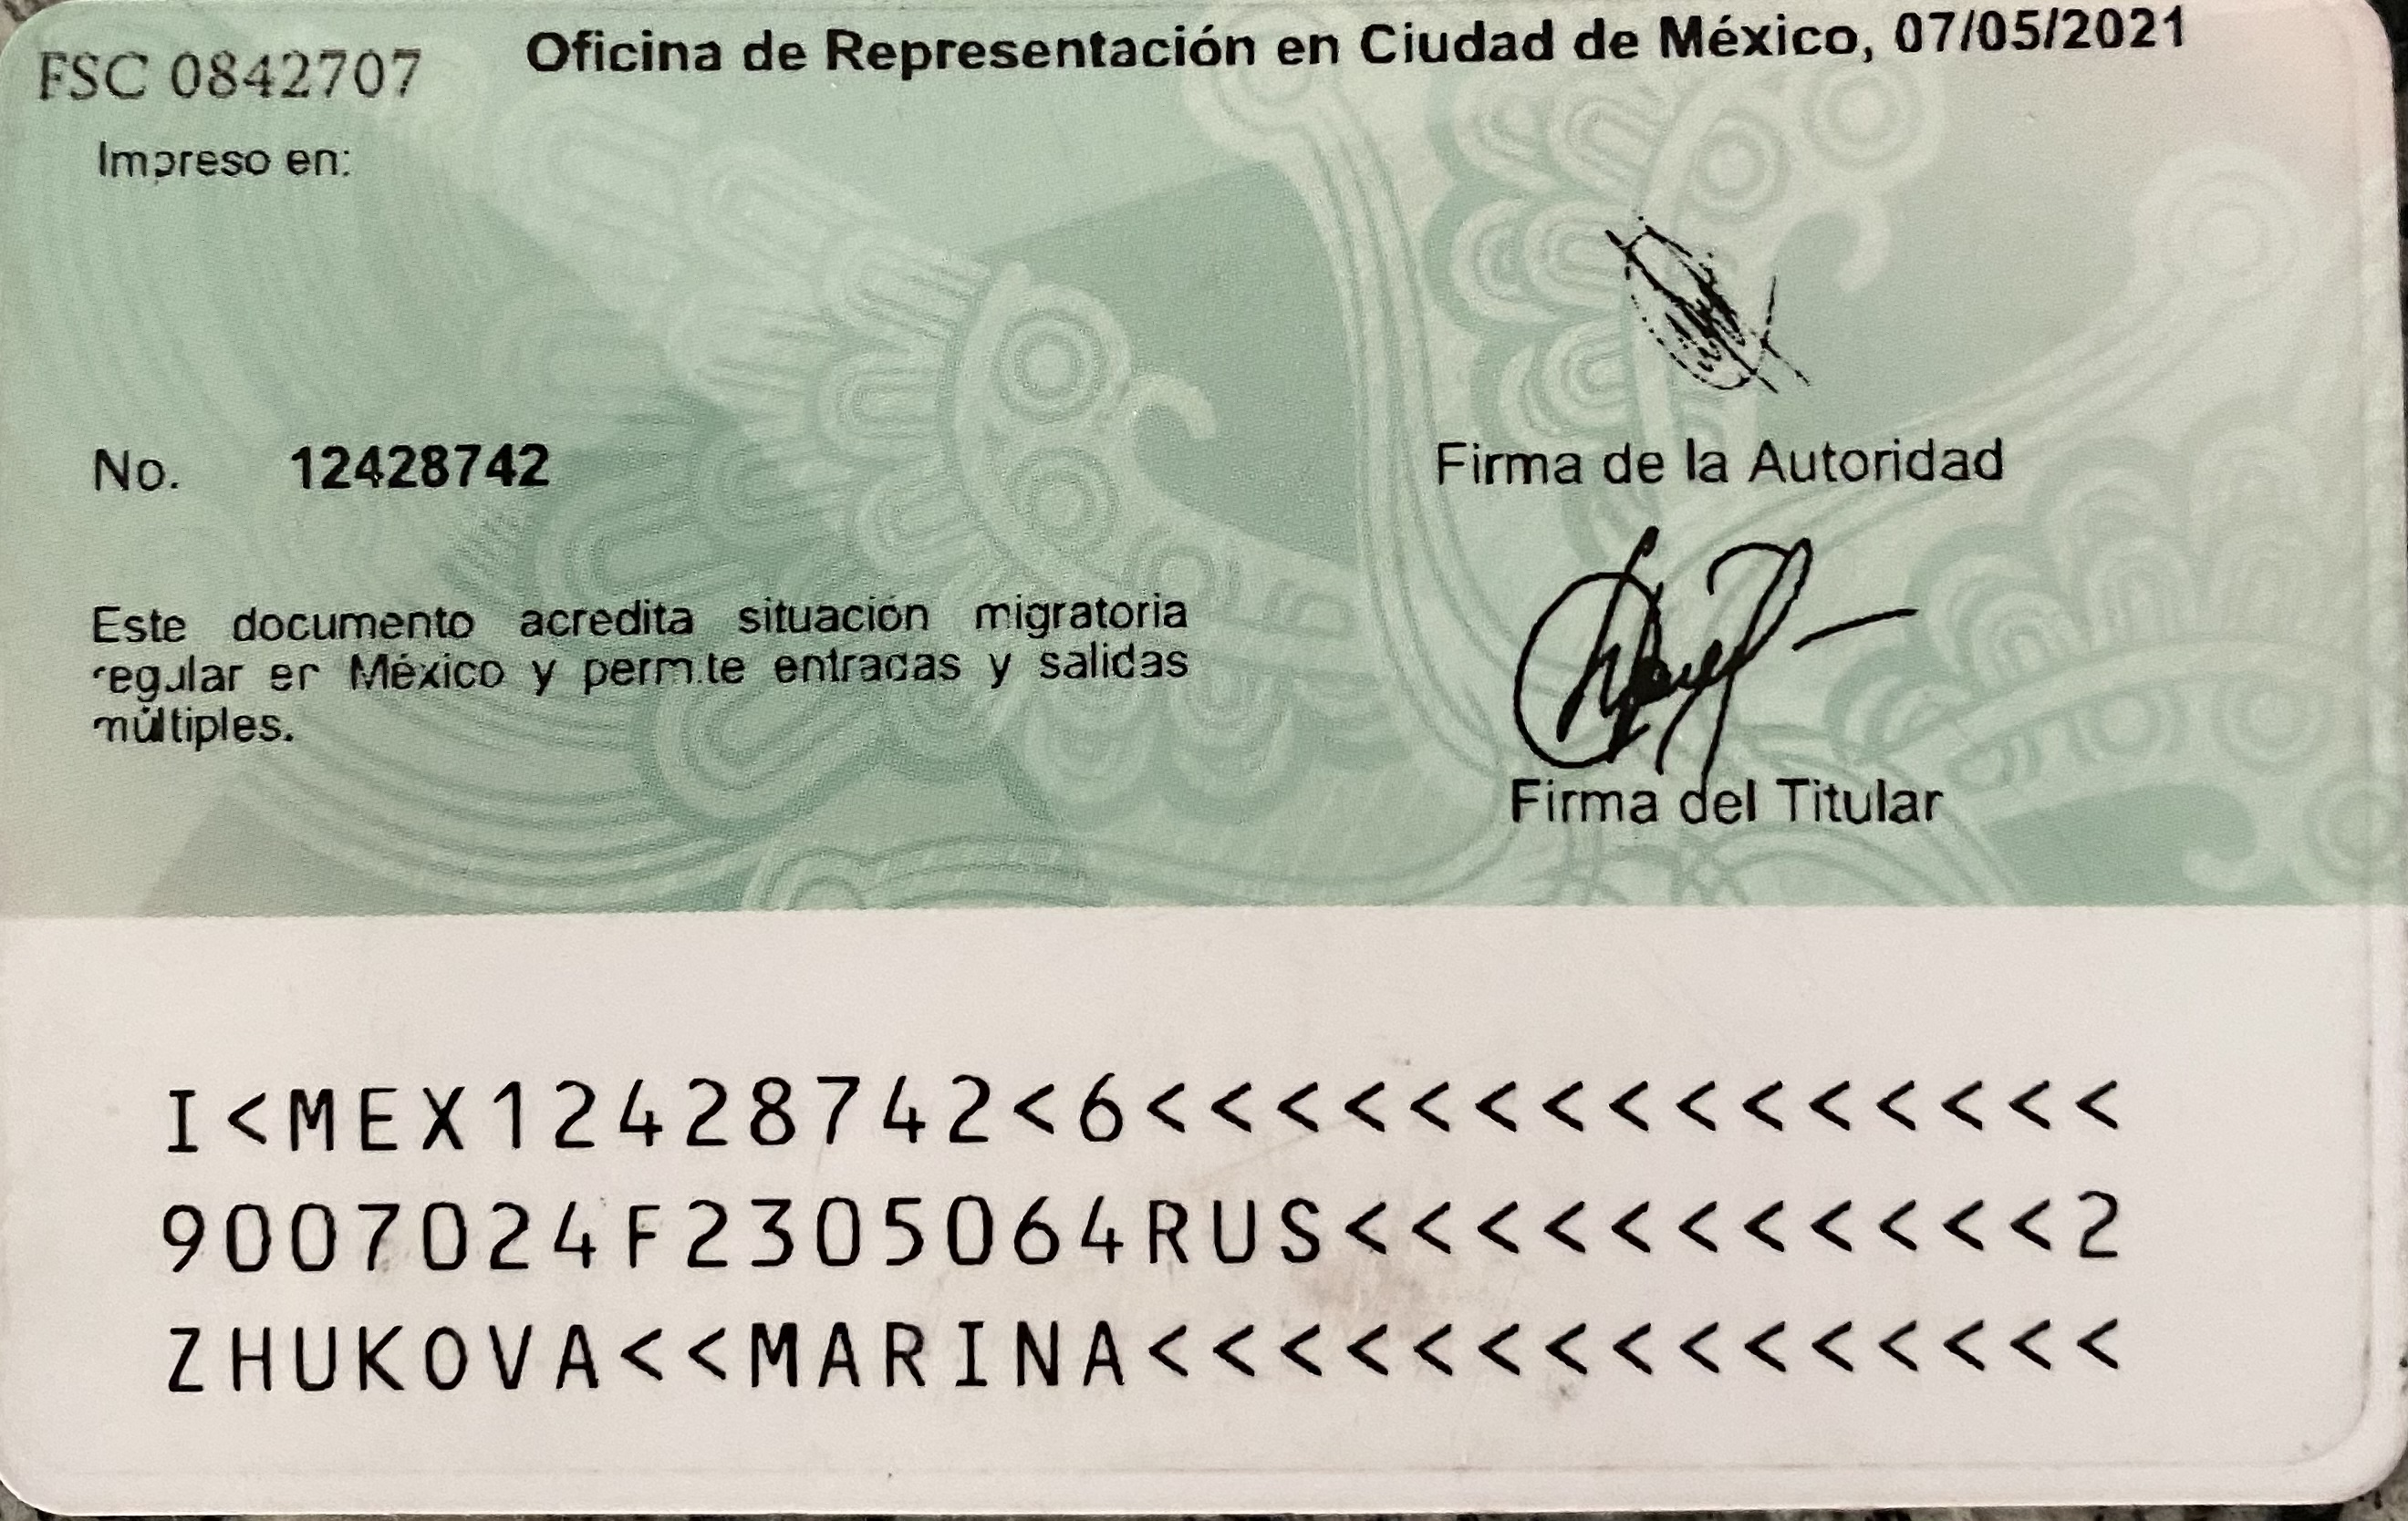 FSC 0842707
Oficina de Representación en Ciudad de México, 07/05/2021
Impreso en:
No. 12428742
Firma de la Autoridad
Este documento acredita situación migratoria
regular en México y permite entradas y salidas
múltiples.
Firma del Titular
I<MEX12428742<6<<<<<<<<<<<<<<<
9007024F2305064RUS<<<<<<<<<<<2
ZHUKOVA<<MARINA<<<<<<<<<<<<<<<